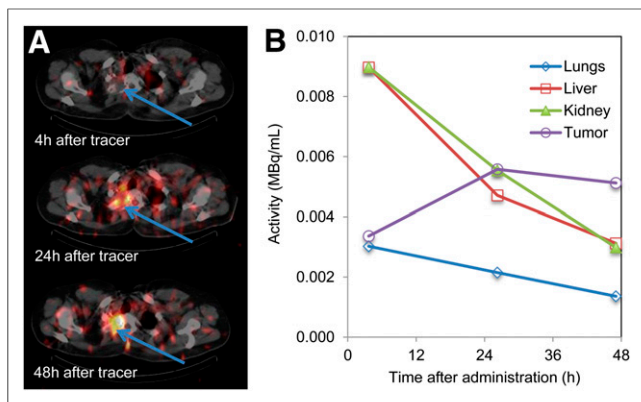 A
4h after tracer
24h after tracer
48h after tracer
B
Activity (MBq/mL)
0.010
0.008
0.006
0.004
0.002
0.000
0 12 24 36 48
Time after administration (h)
Lungs
Liver
Kidney
Tumor